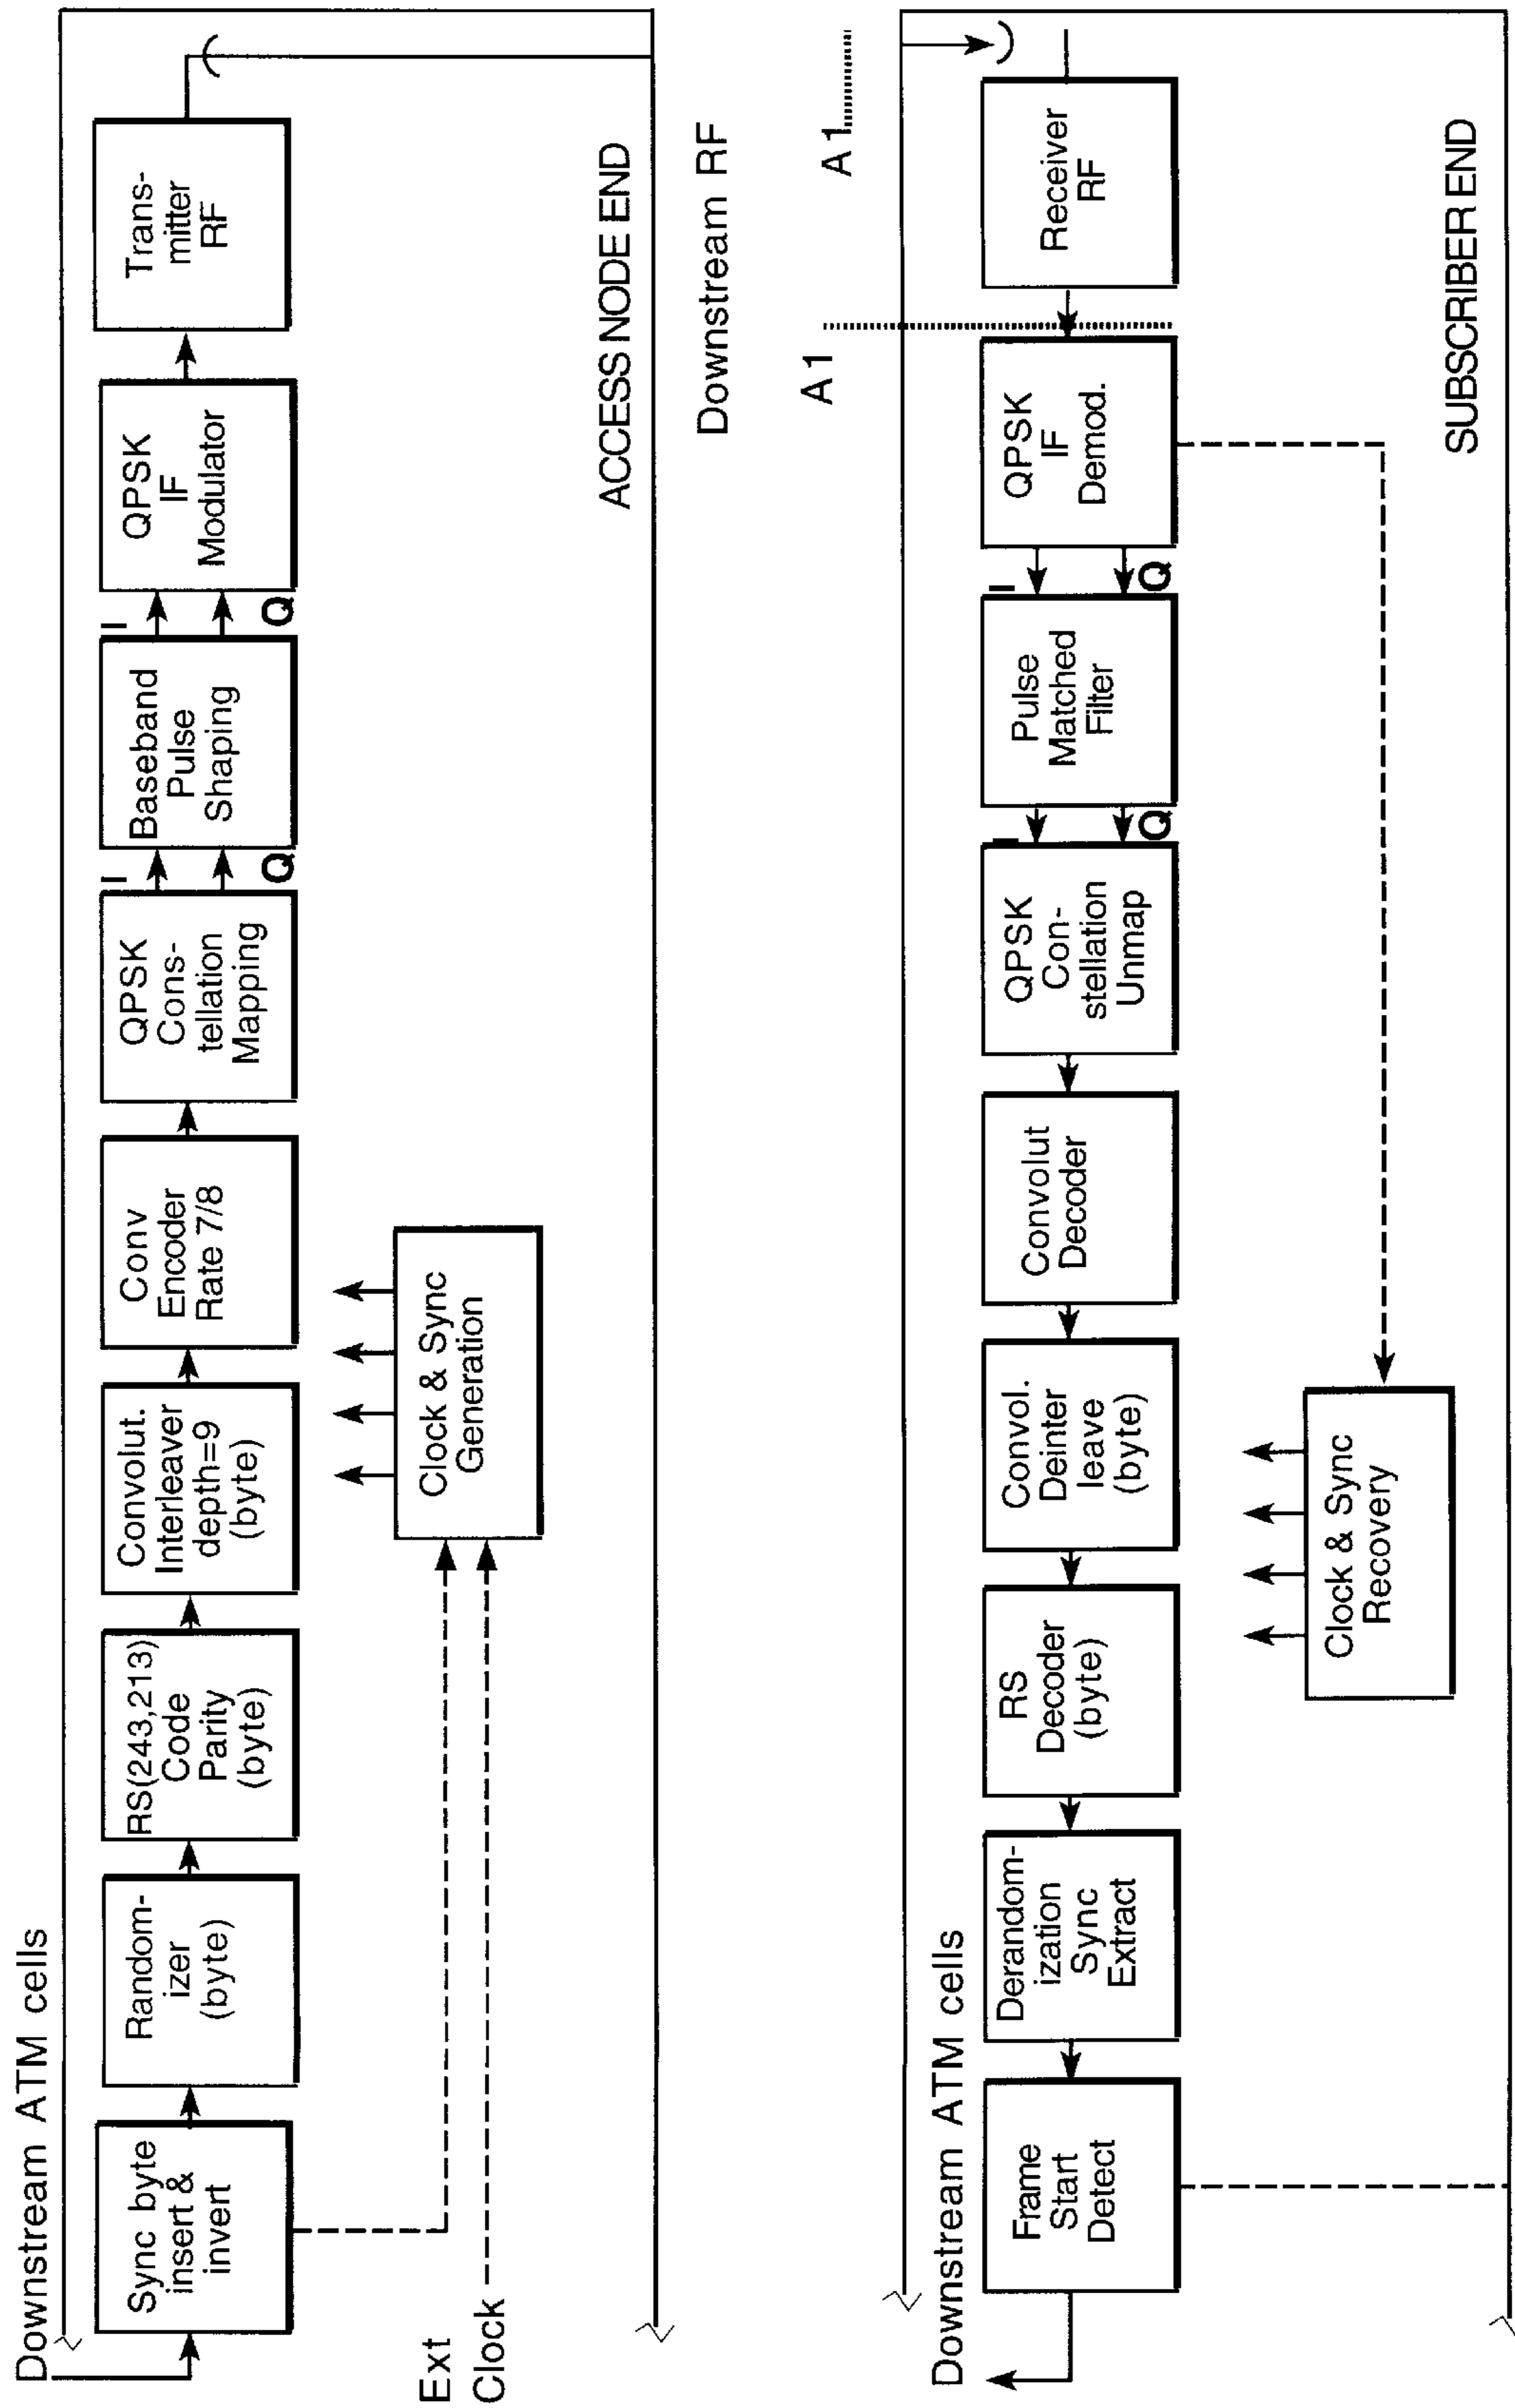 Downstream ATM cells
Sync byte
insert &
invert
Random-
izer
(byte)
RS(243,213)
Code
Parity
(byte)
Convolut.
Interleaver
depth=9
(byte)
Conv
Encoder
Rate 7/8
QPSK
Cons-
tellation
Mapping
I
Q
Baseband
Pulse
Shaping
I
Q
QPSK
IF
Modulator
Trans-
mitter
RF
Clock & Sync
Generation
Ext
Clock
ACCESS NODE END
Downstream RF
A1
A1
Downstream ATM cells
Frame
Start
Detect
Derandom-
ization
Sync
Extract
RS
Decoder
(byte)
Convol.
Deinter
leave
(byte)
Convolut
Decoder
QPSK
Con-
stellation
Unmap
I
Q
Pulse
Matched
Filter
I
Q
QPSK
IF
Demod.
Receiver
RF
Clock & Sync
Recovery
SUBSCRIBER END